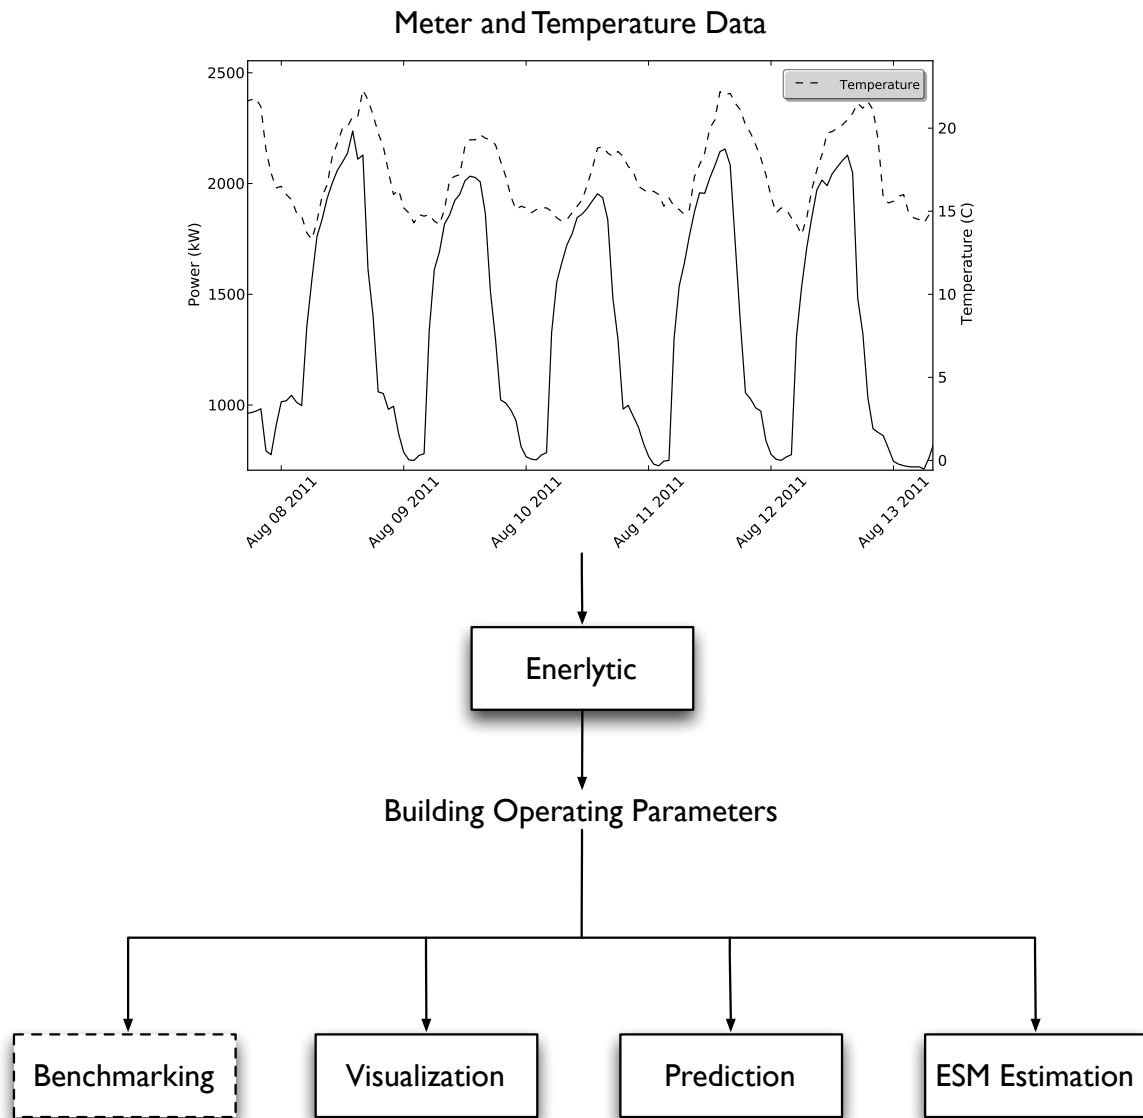 Meter and Temperature Data
2500
2000
1500
1000
Power (kW)
Temperature
20
15
10
5
0
Temperature (C)
Aug 08 2011
Aug 09 2011
Aug 10 2011
Aug 11 2011
Aug 12 2011
Aug 13 2011
Enerlytic
Building Operating Parameters
Benchmarking
Visualization
Prediction
ESM Estimation